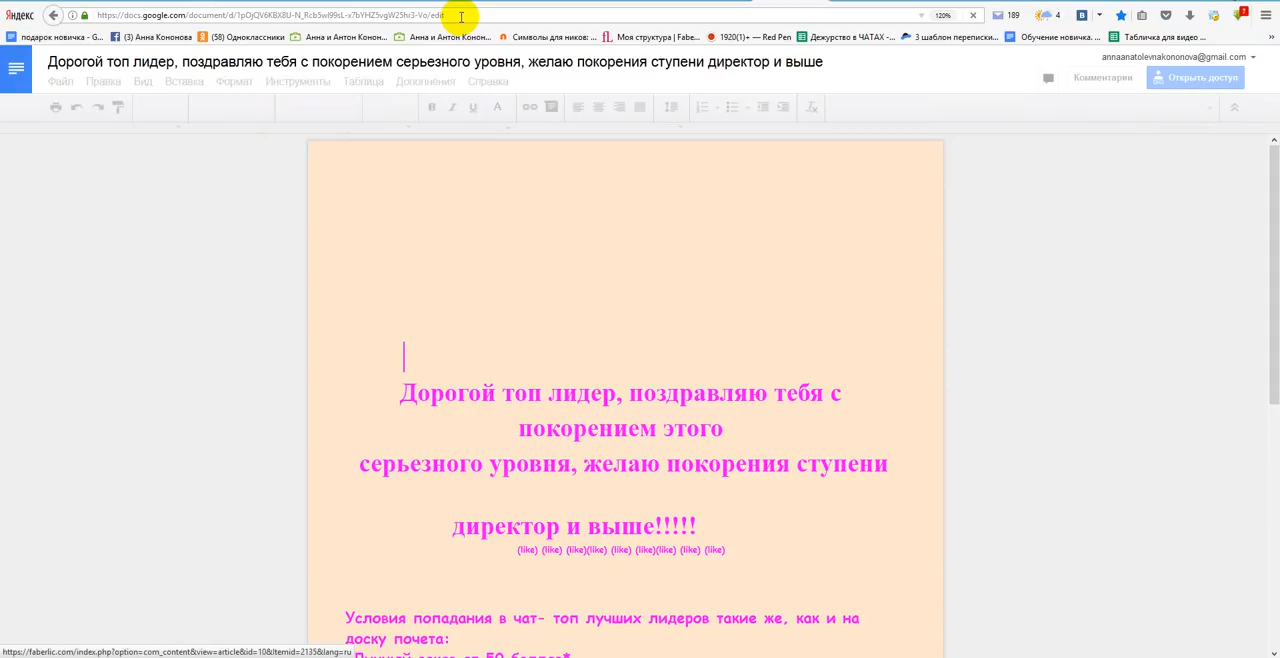 Яндекс
https://docs.google.com/document/d/1pOjQV6KBX8U-N_Rcb5wl99sL-x7bYHZ5vgW25hr3-Vo/edit
120%
189
4
В
7
подарок новичка - G...
(3) Анна Кононова
(58) Одноклассники
Анна и АнтонКонон...
Анна и Антон Конон...
Символы для ников: ...
Моя структура | Fabe...
1920(1)+ — Red Pen
Дежурство в ЧАТАХ -...
3 шаблон переписки...
Обучение новичка. ...
Табличка для видео ...
Дорогой топ лидер, поздравляю тебя с покорением серьезного уровня, желаю покорения ступени директор и выше
annaanatolevnakononova@gmail.com
Файл Правка Вид Вставка Формат Инструменты Таблица Дополнения Справка
Комментарии
Открыть доступ
Дорогой топ лидер, поздравляю тебя с
покорением этого
серьезного уровня, желаю покорения ступени
директор и выше!!!!!
(like) (like) (like)(like) (like) (like)(like) (like) (like)
Условия попадания в чат- топ лучших лидеров такие же, как и на
доску почета:
https://faberlic.com/index.php?option=com_content&view=article&id=10&Itemid=2135&lang=ru